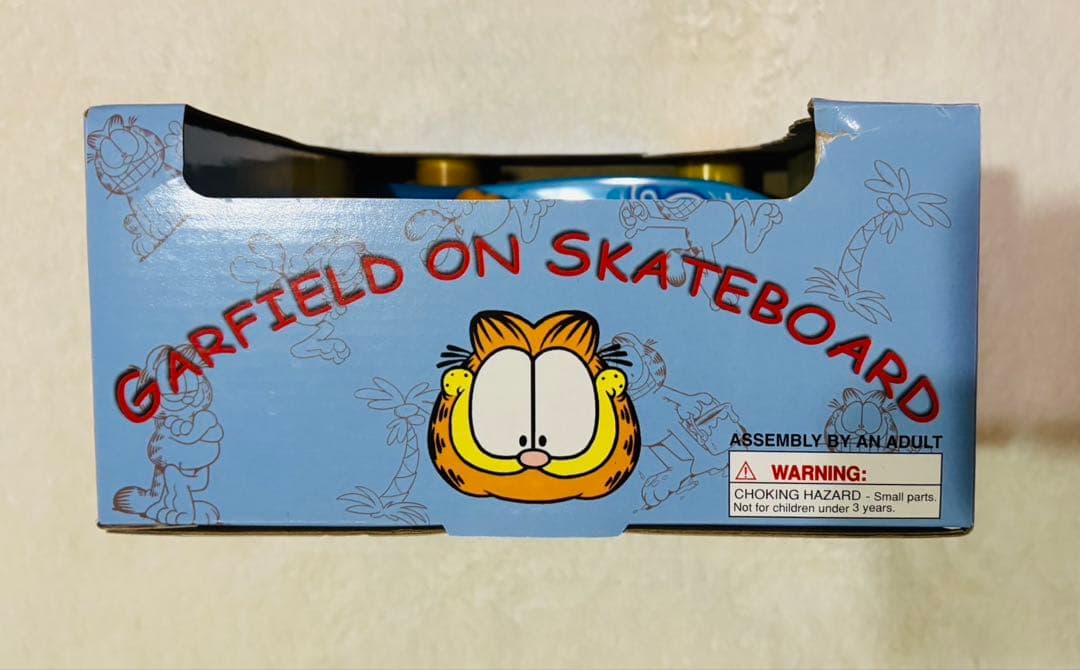 GARFIELD ON SKATEBOARD
ASSEMBLY BY AN ADULT
WARNING:
CHOKING HAZARD - Small parts.
Not for children under 3 years.